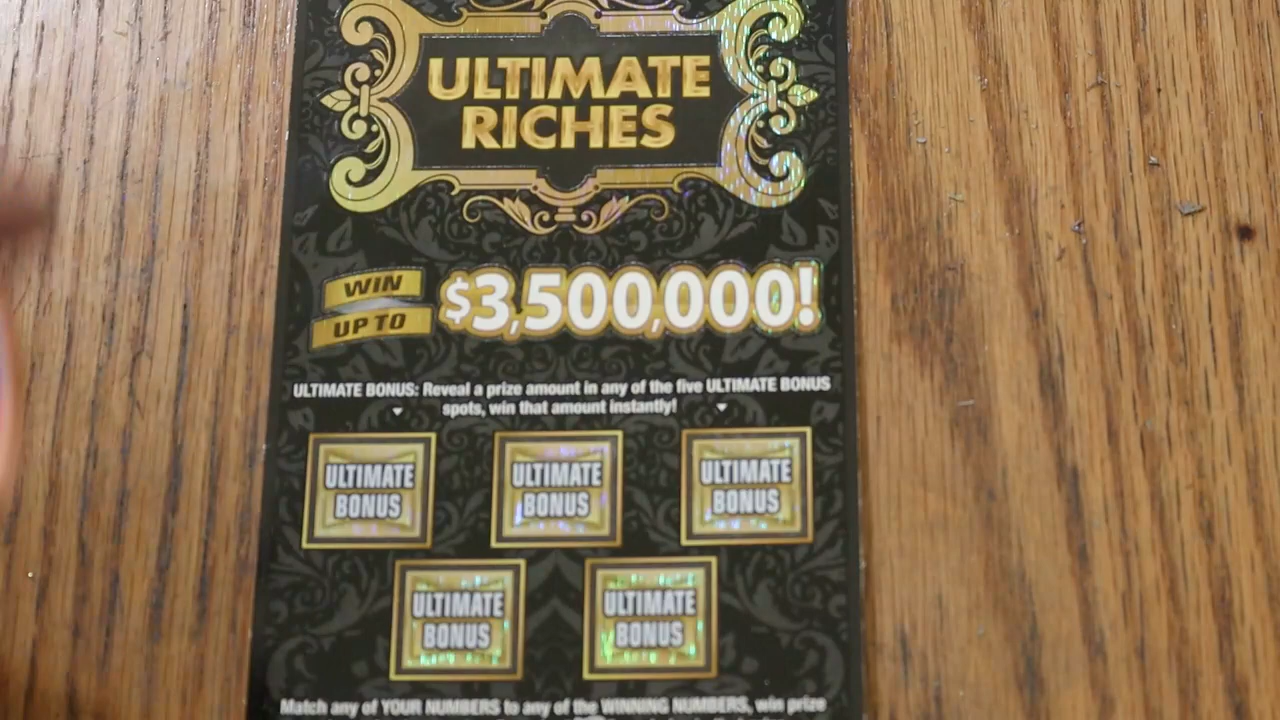 ULTIMATE
RICHES
WIN
UP TO
$3,500,000!
ULTIMATE BONUS: Reveal a prize amount in any of the five ULTIMATE BONUS
spots, win that amount instantly!
ULTIMATE
BONUS
ULTIMATE
BONUS
ULTIMATE
BONUS
ULTIMATE
BONUS
ULTIMATE
BONUS
Match any of YOUR NUMBERS to any of the WINNING NUMBERS, win prize